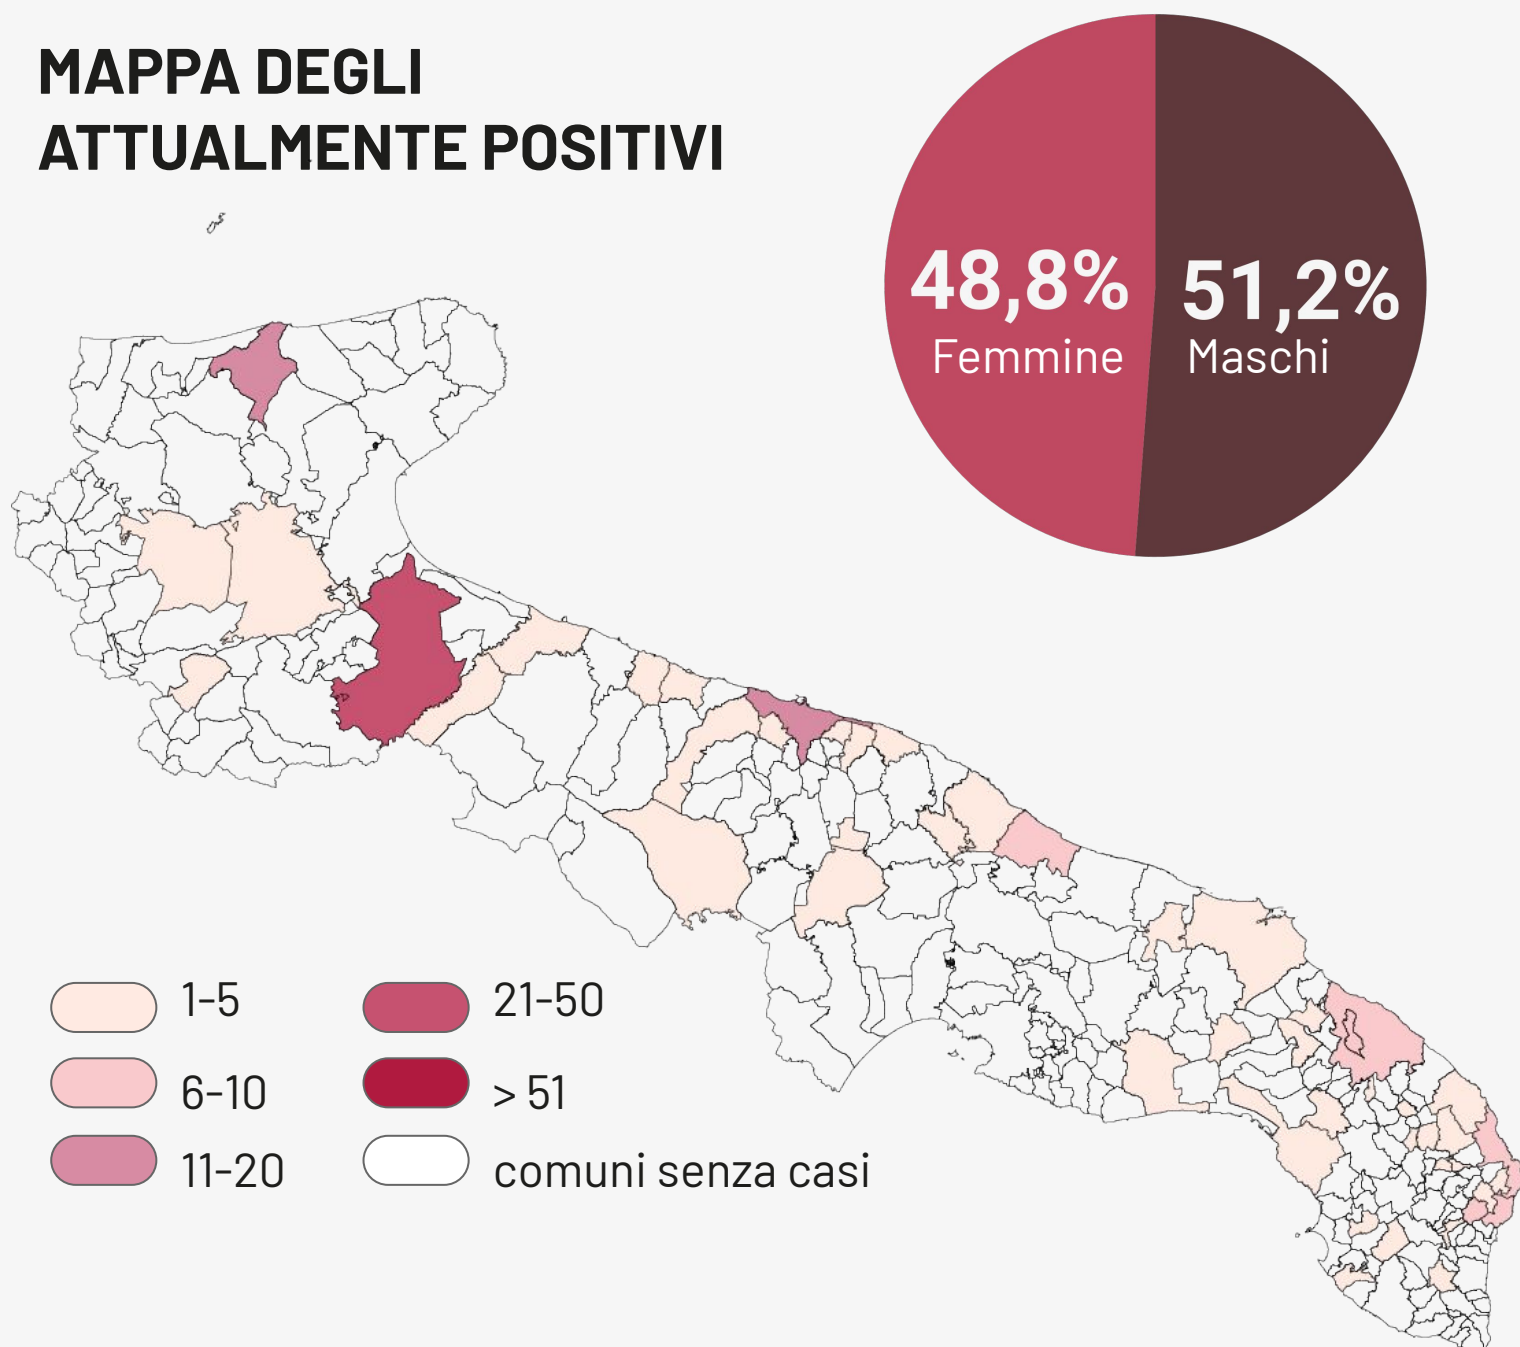 MAPPA DEGLI
ATTUALMENTE POSITIVI
48,8%
Femmine
51,2%
Maschi
1-5
6-10
11-20
21-50
> 51
comuni senza casi